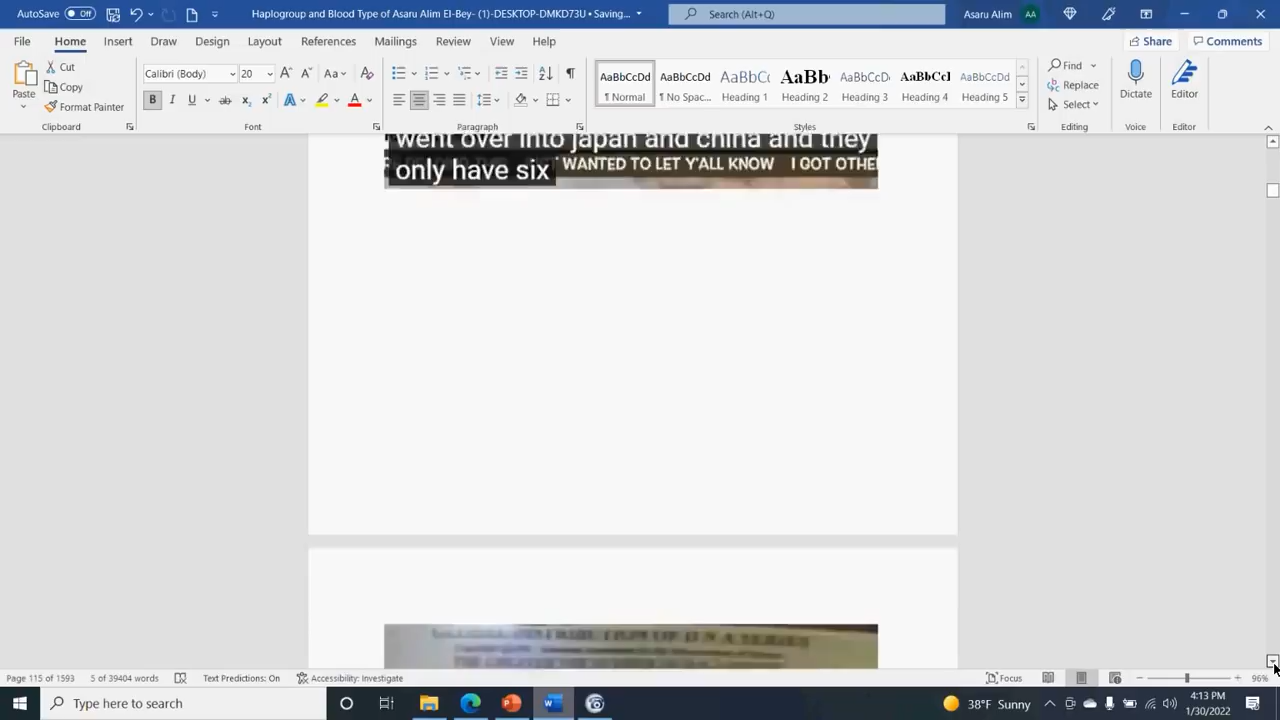 AutoSave Off Haplogroup and Blood Type of Asaru Alim El-Bey- (1)-DESKTOP-DMKD73U • Saving... Search (Alt+Q) Asaru Alim AA
File Home Insert Draw Design Layout References Mailings Review View Help Share Comments
Paste Cut Copy Format Painter Clipboard
Calibri (Body) 20 Aa B I U ab x₂ x² A A Font
Paragraph
AaBbCcDd ¶ Normal AaBbCcDd ¶ No Spac... AaBbCc Heading 1 AaBb Heading 2 AaBbCcD Heading 3 AaBbCcI Heading 4 AaBbCcDd Heading 5 Styles
Find Replace Select Editing
Dictate Voice
Editor Editor
went over into japan and china and they
WANTED TO LET Y'ALL KNOW I GOT OTHE
only have six
Page 115 of 1593 5 of 39404 words Text Predictions: On Accessibility: Investigate Focus 96%
Type here to search 38°F Sunny 4:13 PM
1/30/2022